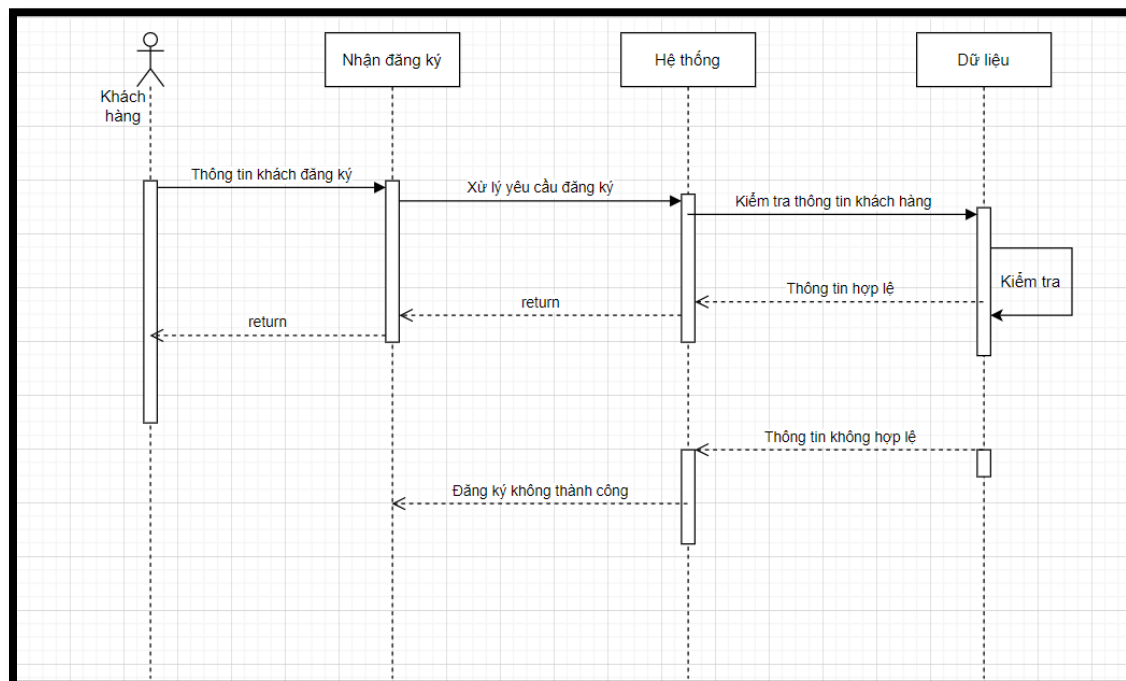 Nhận đăng ký
Hệ thống
Dữ liệu
Khách
hàng
Thông tin khách đăng ký
Xử lý yêu cầu đăng ký
Kiểm tra thông tin khách hàng
Kiểm tra
Thông tin hợp lệ
return
return
Thông tin không hợp lệ
Đăng ký không thành công